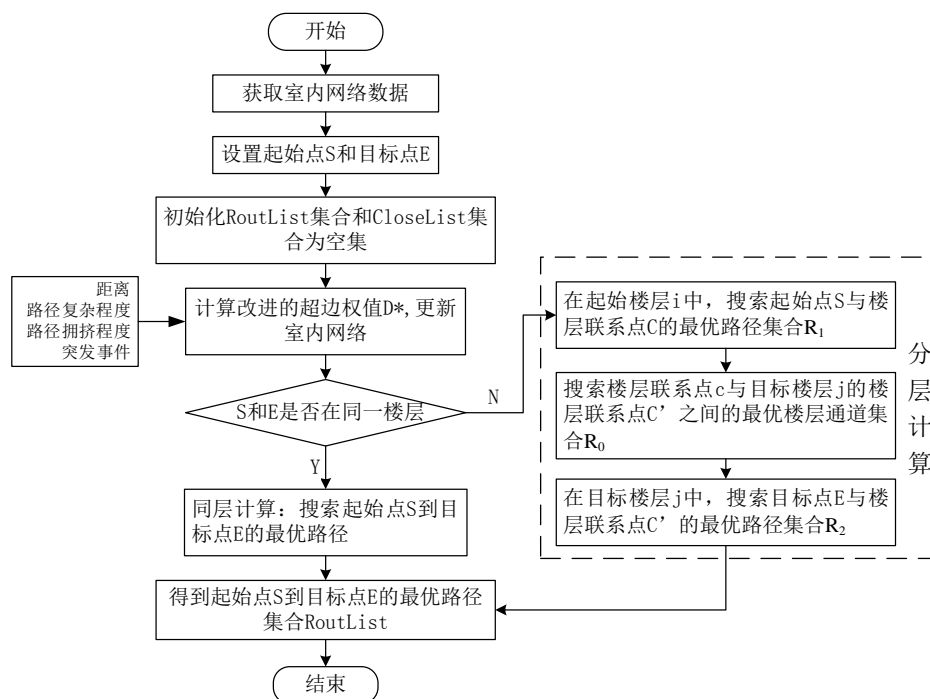 开始
获取室内网络数据
设置起始点S和目标点E
初始化RoutList集合和CloseList集
合为空集
距离
路径复杂程度
路径拥挤程度
突发事件
计算改进的超边权值D*,更新
室内网络
S和E是否在同一楼层
N
Y
同层计算：搜索起始点S到目
标点E的最优路径
在起始楼层i中，搜索起始点S与楼
层联系点C的最优路径集合R₁
搜索楼层联系点c与目标楼层j的楼
层联系点C’之间的最优楼层通道集
合R₀
在目标楼层j中，搜索目标点E与楼
层联系点C’的最优路径集合R₂
分
层
计
算
得到起始点S到目标点E的最优路径
集合RoutList
结束